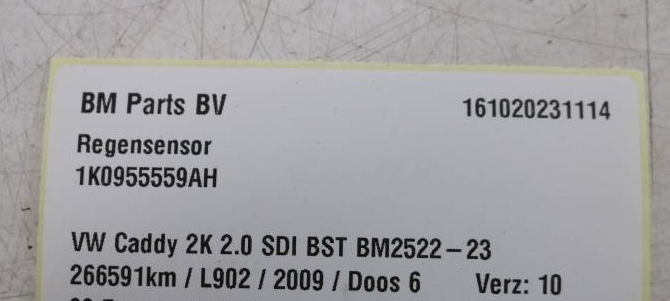 BM Parts BV 161020231114
Regensensor
1K0955559AH
VW Caddy 2K 2.0 SDI BST BM2522-23
266591km / L902 / 2009 / Doos 6 Verz: 10